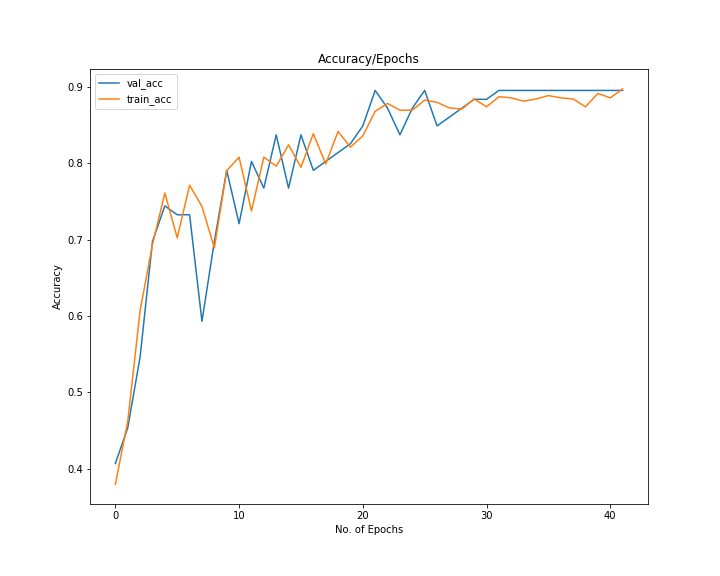 Accuracy/Epochs
val_acc
train_acc
0.9
0.8
0.7
0.6
0.5
0.4
Accuracy
0 10 20 30 40
No. of Epochs